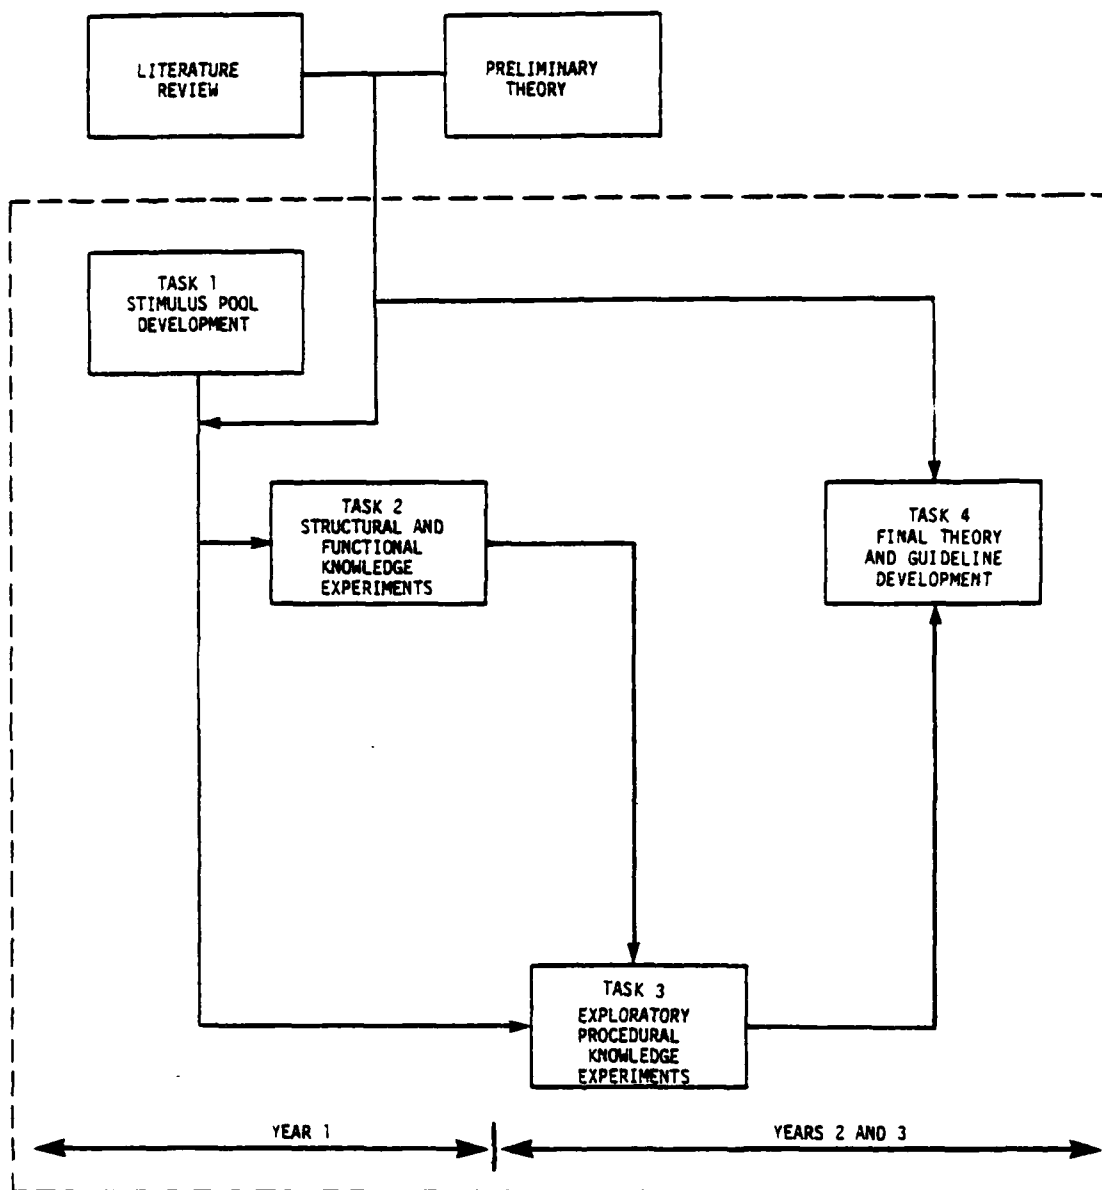 LITERATURE
REVIEW
PRELIMINARY
THEORY
TASK 1
STIMULUS POOL
DEVELOPMENT
TASK 2
STRUCTURAL AND
FUNCTIONAL
KNOWLEDGE
EXPERIMENTS
TASK 4
FINAL THEORY
AND GUIDELINE
DEVELOPMENT
TASK 3
EXPLORATORY
PROCEDURAL
KNOWLEDGE
EXPERIMENTS
YEAR 1
YEARS 2 AND 3